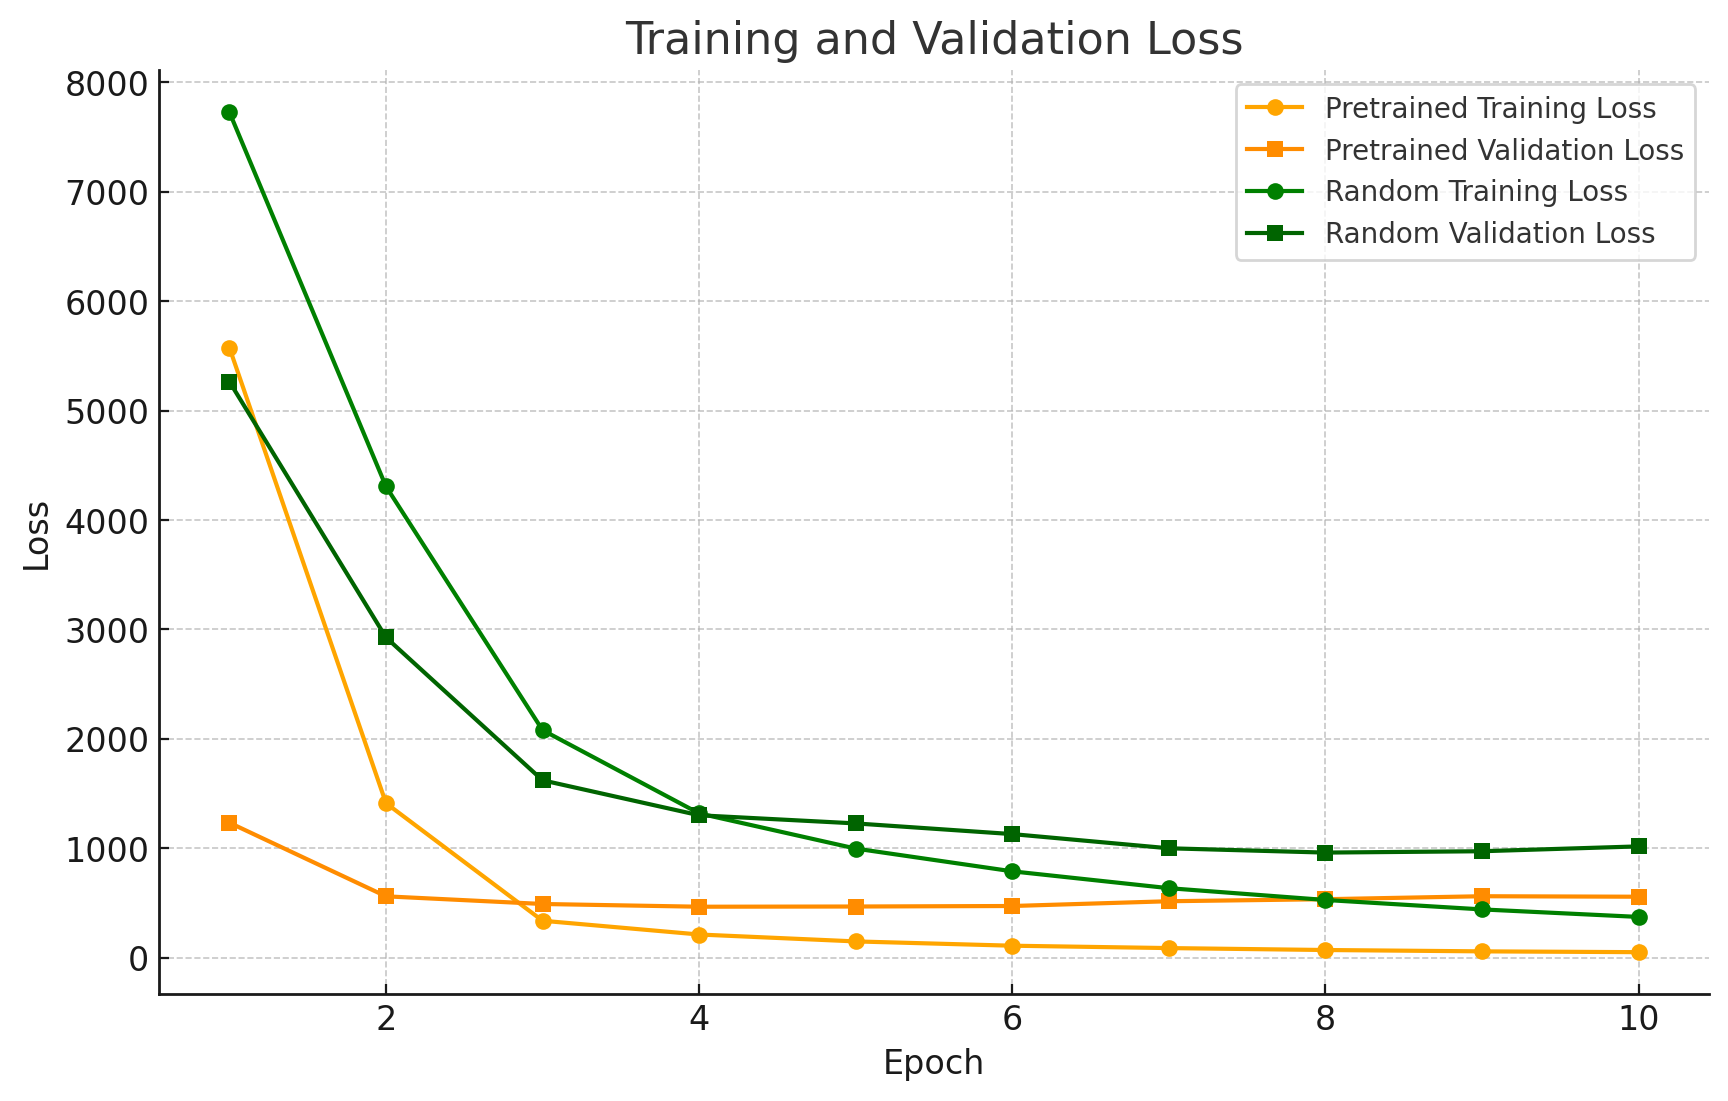 Training and Validation Loss
8000
7000
6000
5000
4000
3000
2000
1000
0
Loss
Pretrained Training Loss
Pretrained Validation Loss
Random Training Loss
Random Validation Loss
2 4 6 8 10
Epoch